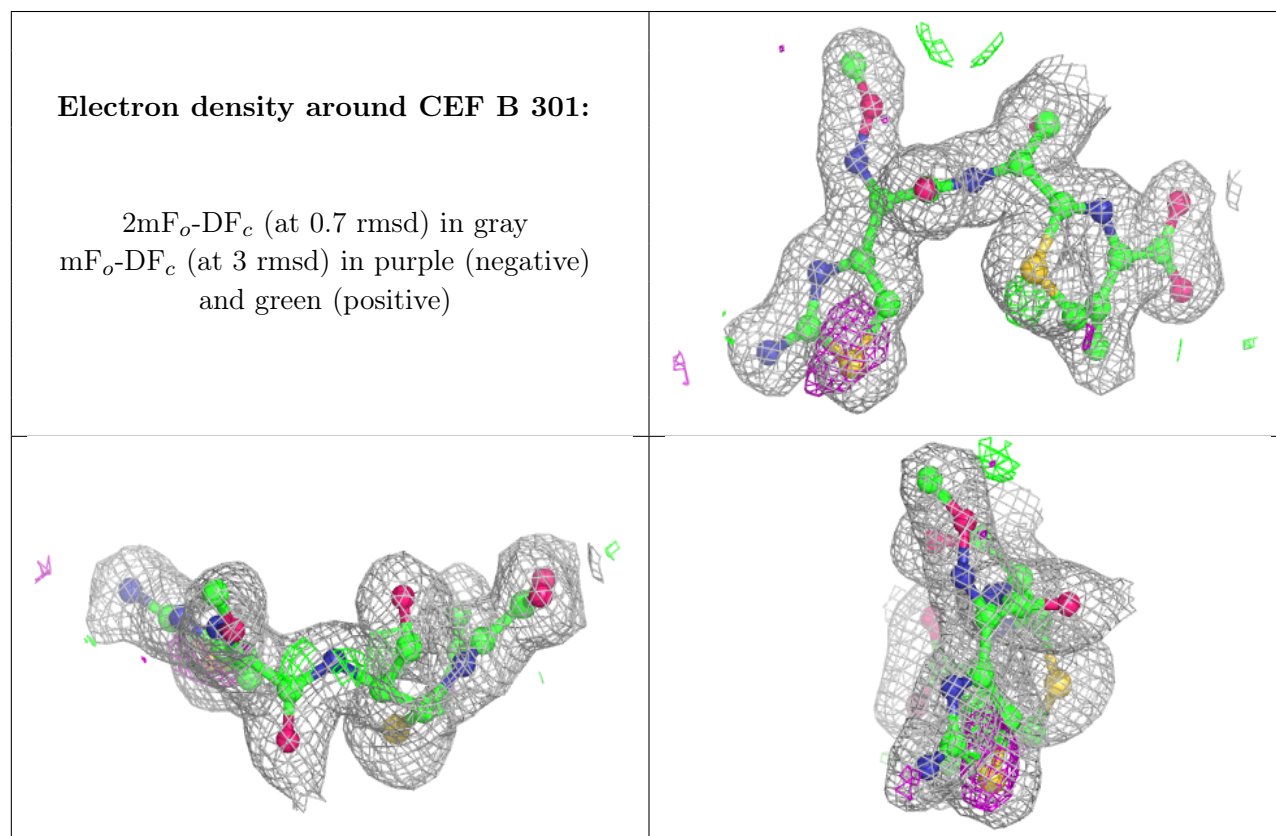 Electron density around CEF B 301:
2mFo-DFc (at 0.7 rmsd) in gray
mFo-DFc (at 3 rmsd) in purple (negative)
and green (positive)